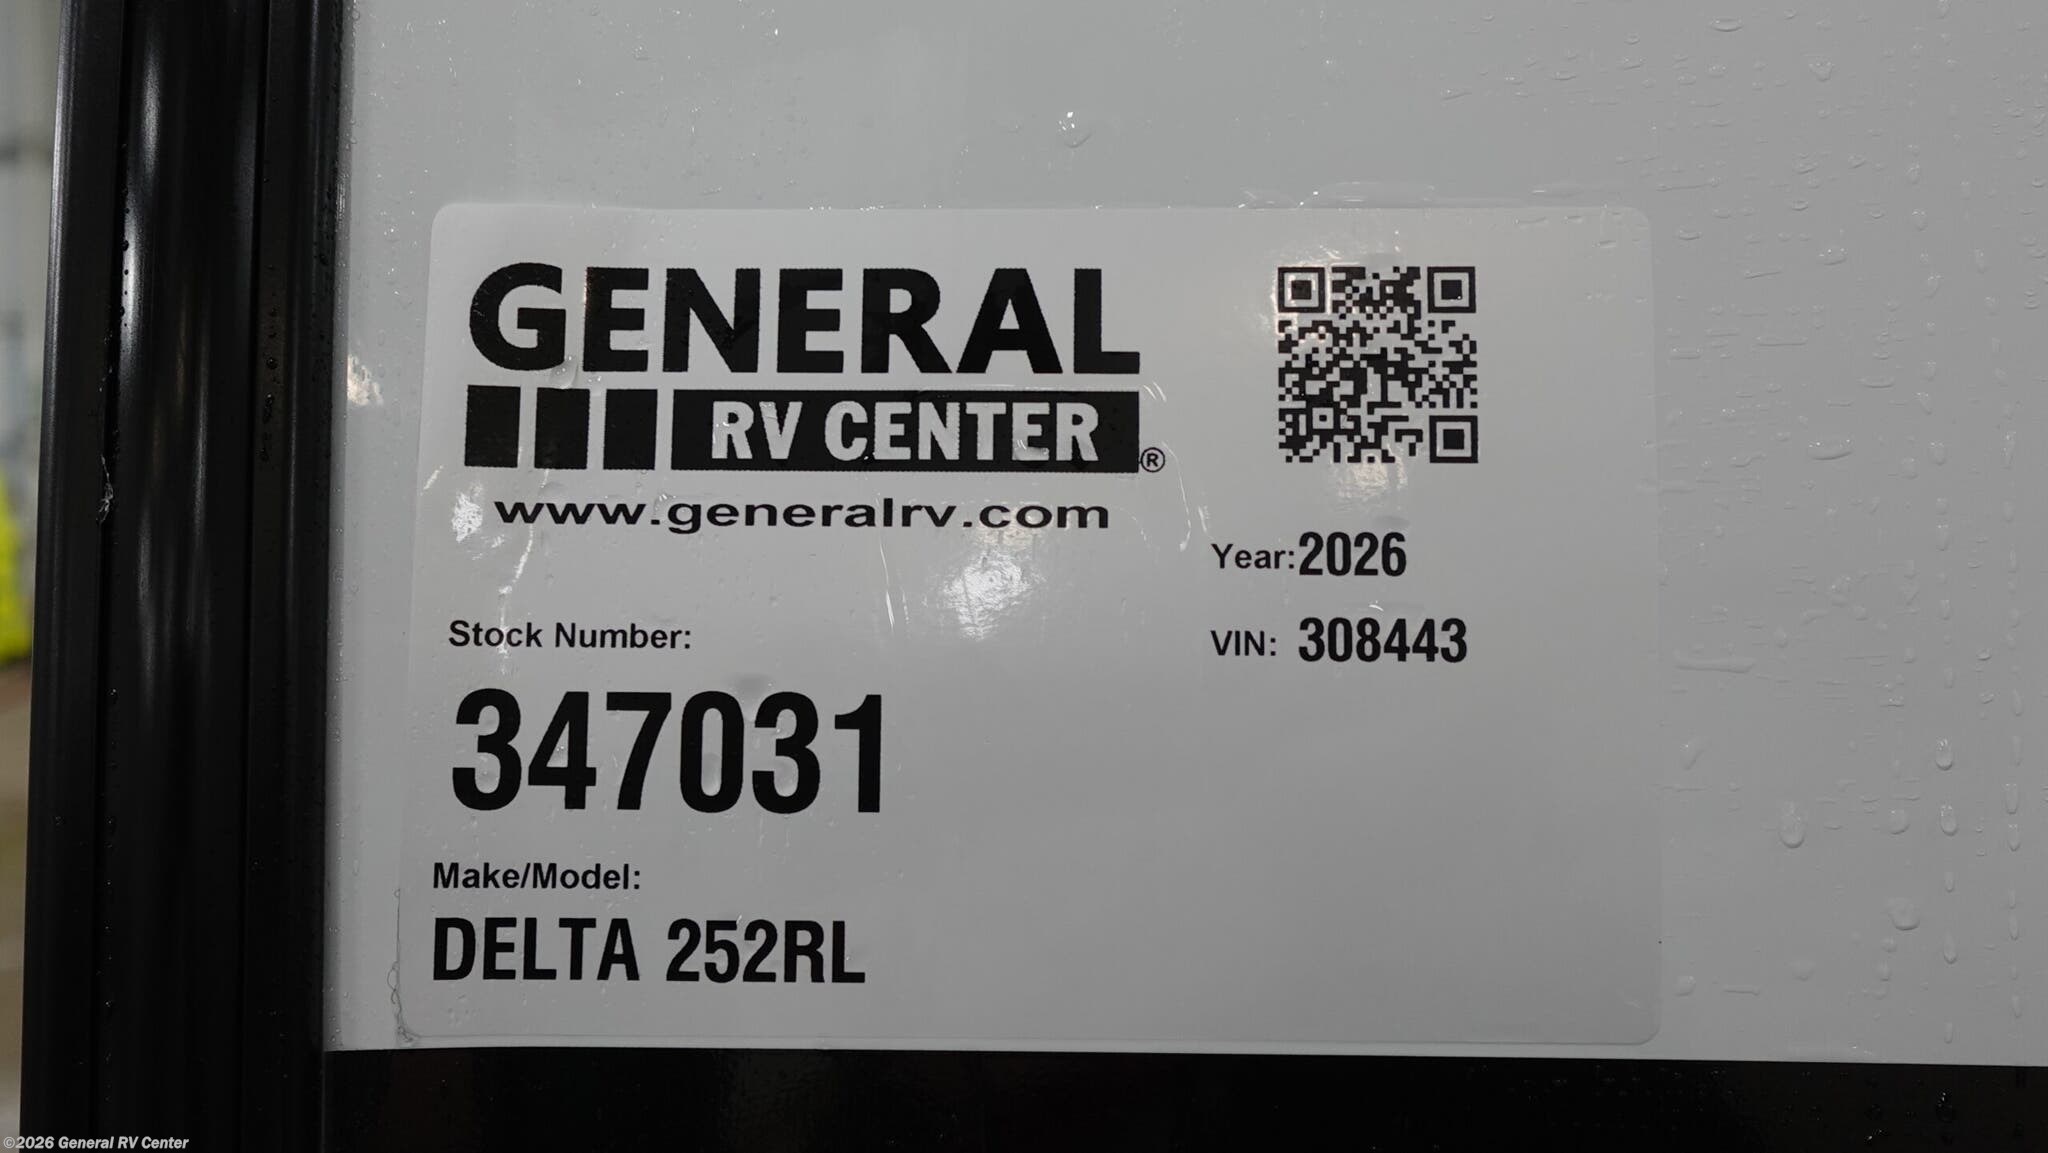 GENERAL
RV CENTER®
www.generalrv.com
Year: 2026
VIN: 308443
Stock Number:
347031
Make/Model:
DELTA 252RL
©2026 General RV Center